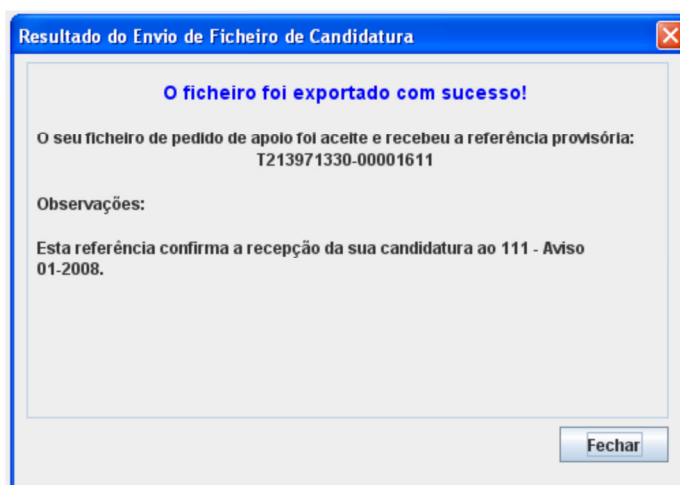 Resultado do Envio de Ficheiro de Candidatura
O ficheiro foi exportado com sucesso!
O seu ficheiro de pedido de apoio foi aceite e recebeu a referência provisória:
T213971330-00001611
Observações:
Esta referência confirma a recepção da sua candidatura ao 111 - Aviso
01-2008.
Fechar